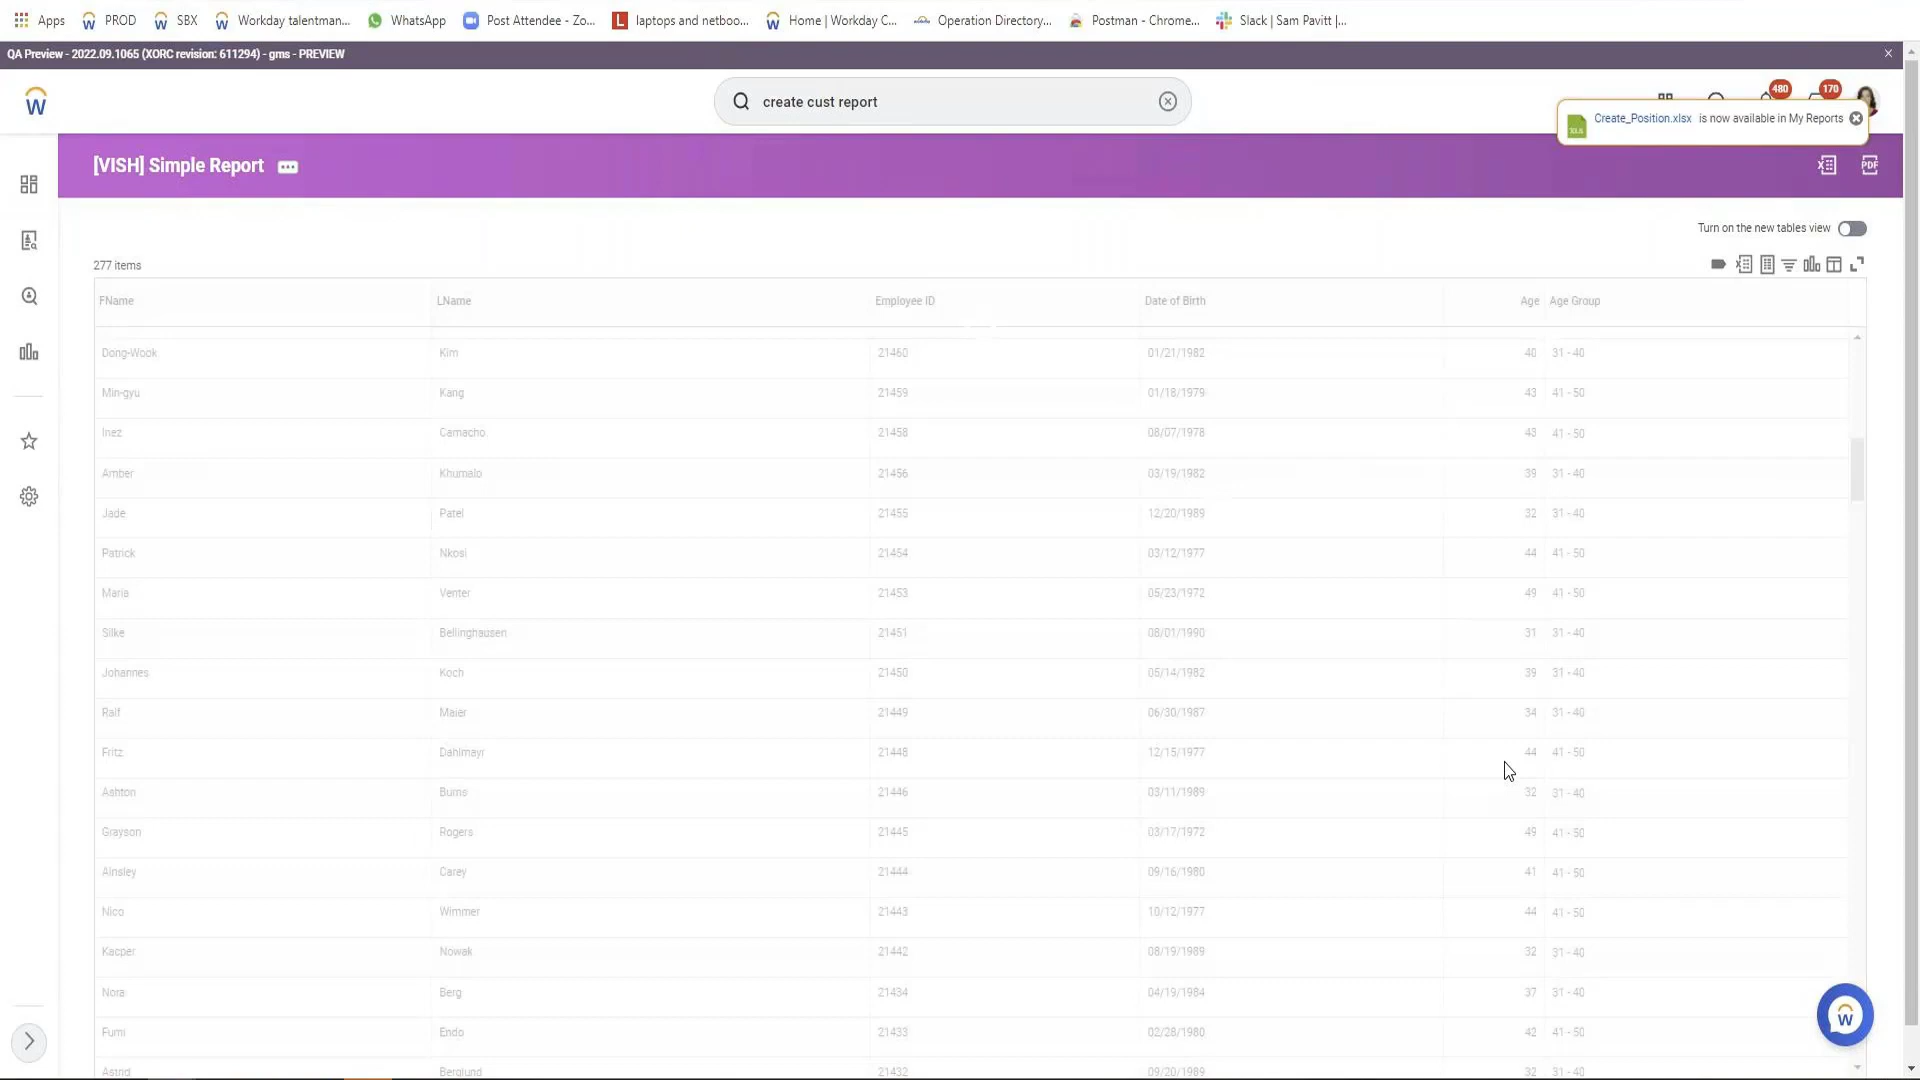 Apps PROD SBX Workday talentman... WhatsApp Post Attendee - Zo... L laptops and netboo... Home | Workday C... Operation Directory,... Postman - Chrome... Slack | Sam Pavitt |...
QA Preview - 2022.09.1065 (XORC revision: 611294) - gms - PREVIEW
W create cust report 480 170
Create_Position.xlsx is now available in My Reports
[VISH] Simple Report PDF
Turn on the new tables view
277 items
FName LName Employee ID Date of Birth Age Age Group
Dong-Wook Kim 21460 01/21/1982 40 31 - 40
Min-gyu Kang 21459 01/18/1979 43 41 - 50
Inez Camacho 21458 08/07/1978 43 41 - 50
Amber Khumalo 21456 03/19/1982 39 31 - 40
Jade Patel 21455 12/20/1989 32 31 - 40
Patrick Nkosi 21454 03/12/1977 44 41 - 50
Maria Venter 21453 05/23/1972 49 41 - 50
Silke Bellinghausen 21451 08/01/1990 31 31 - 40
Johannes Koch 21450 05/14/1982 39 31 - 40
Ralf Maier 21449 06/30/1987 34 31 - 40
Fritz Dahlmayr 21448 12/15/1977 44 41 - 50
Ashton Burns 21446 03/11/1989 32 31 - 40
Grayson Rogers 21445 03/17/1972 49 41 - 50
Ainsley Carey 21444 09/16/1980 41 41 - 50
Nico Wimmer 21443 10/12/1977 44 41 - 50
Kacper Nowak 21442 08/19/1989 32 31 - 40
Nora Berg 21434 04/19/1984 37 31 - 40
Fumi Endo 21433 02/28/1980 42 41 - 50
Astrid Berglund 21432 09/20/1989 32 31 - 40